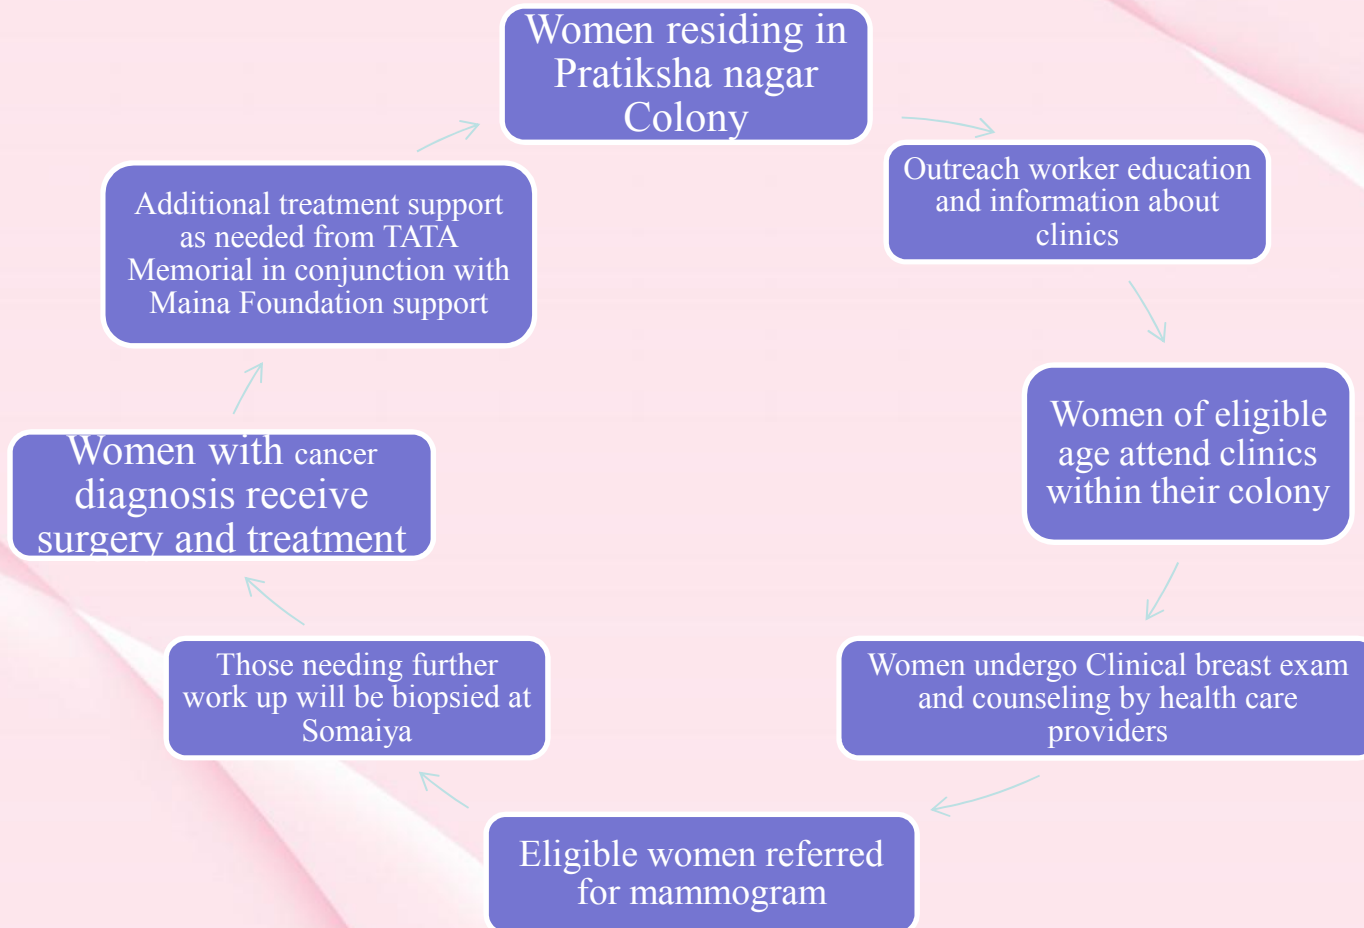 Women residing in
Pratiksha nagar
Colony
Outreach worker education
and information about
clinics
Women of eligible
age attend clinics
within their colony
Women undergo Clinical breast exam
and counseling by health care
providers
Eligible women referred
for mammogram
Those needing further
work up will be biopsied at
Somaiya
Women with cancer
diagnosis receive
surgery and treatment
Additional treatment support
as needed from TATA
Memorial in conjunction with
Maina Foundation support